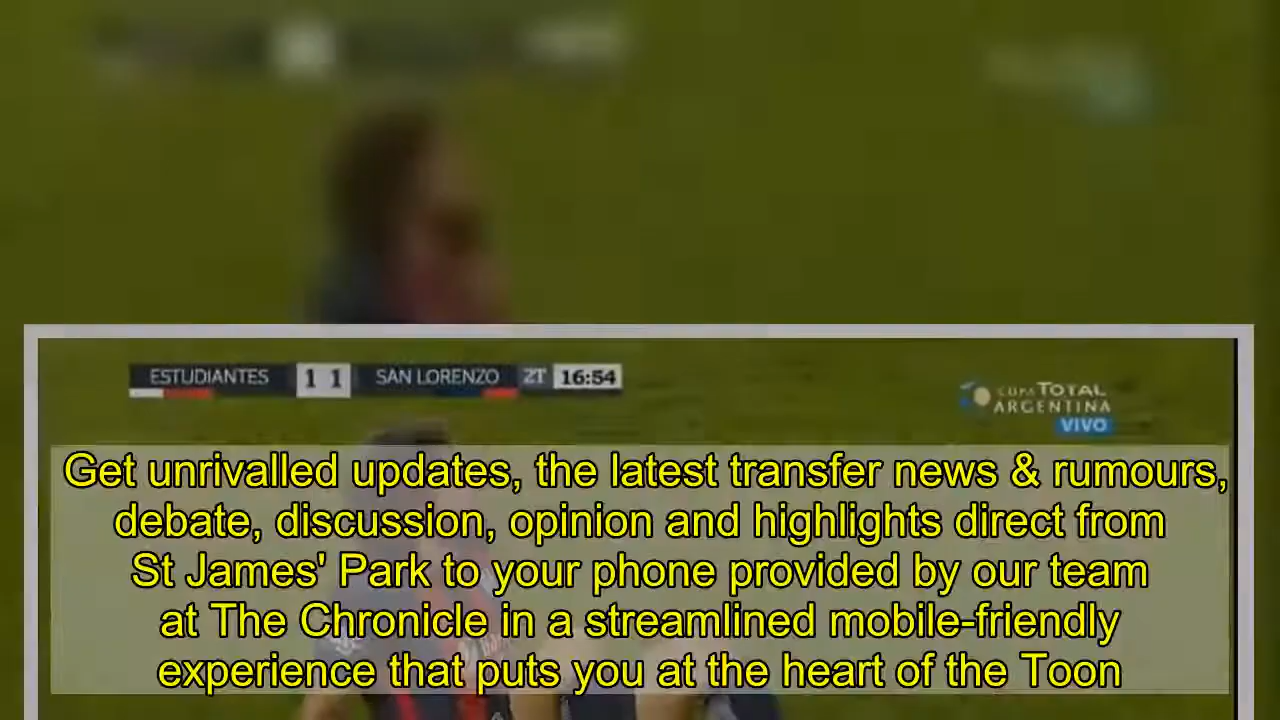 ESTUDIANTES 1 1 SAN LORENZO 2T 16:54
COPA TOTAL
ARGENTINA
VIVO
Get unrivalled updates, the latest transfer news & rumours,
debate, discussion, opinion and highlights direct from
St James' Park to your phone provided by our team
at The Chronicle in a streamlined mobile-friendly
experience that puts you at the heart of the Toon